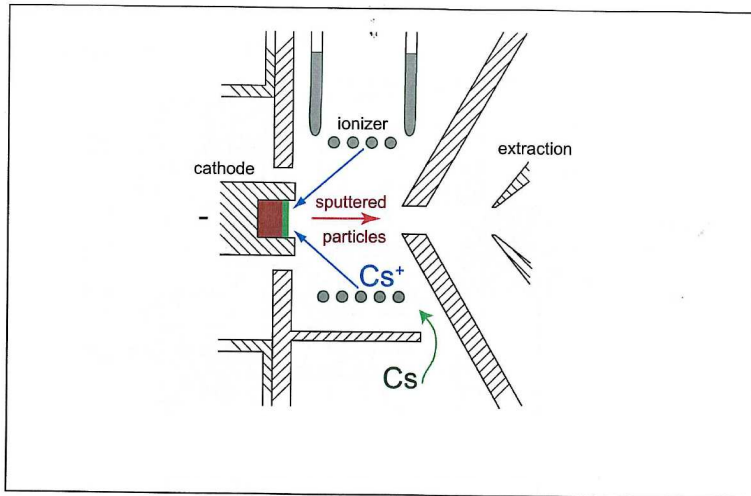 ionizer
cathode
extraction
-
sputtered
particles
Cs⁺
Cs